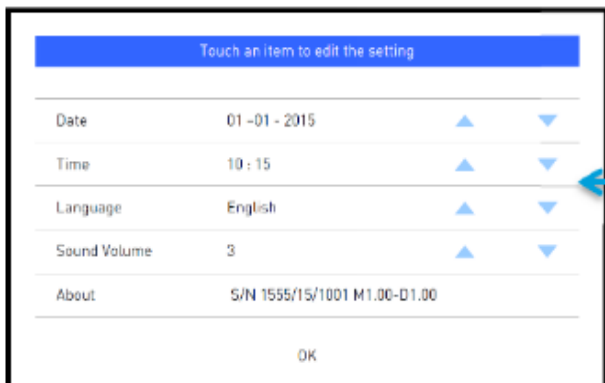 Touch an item to edit the setting
Date 01 -01 - 2015
Time 10 : 15
Language English
Sound Volume 3
About S/N 1555/15/1001 M1.00-D1.00
OK